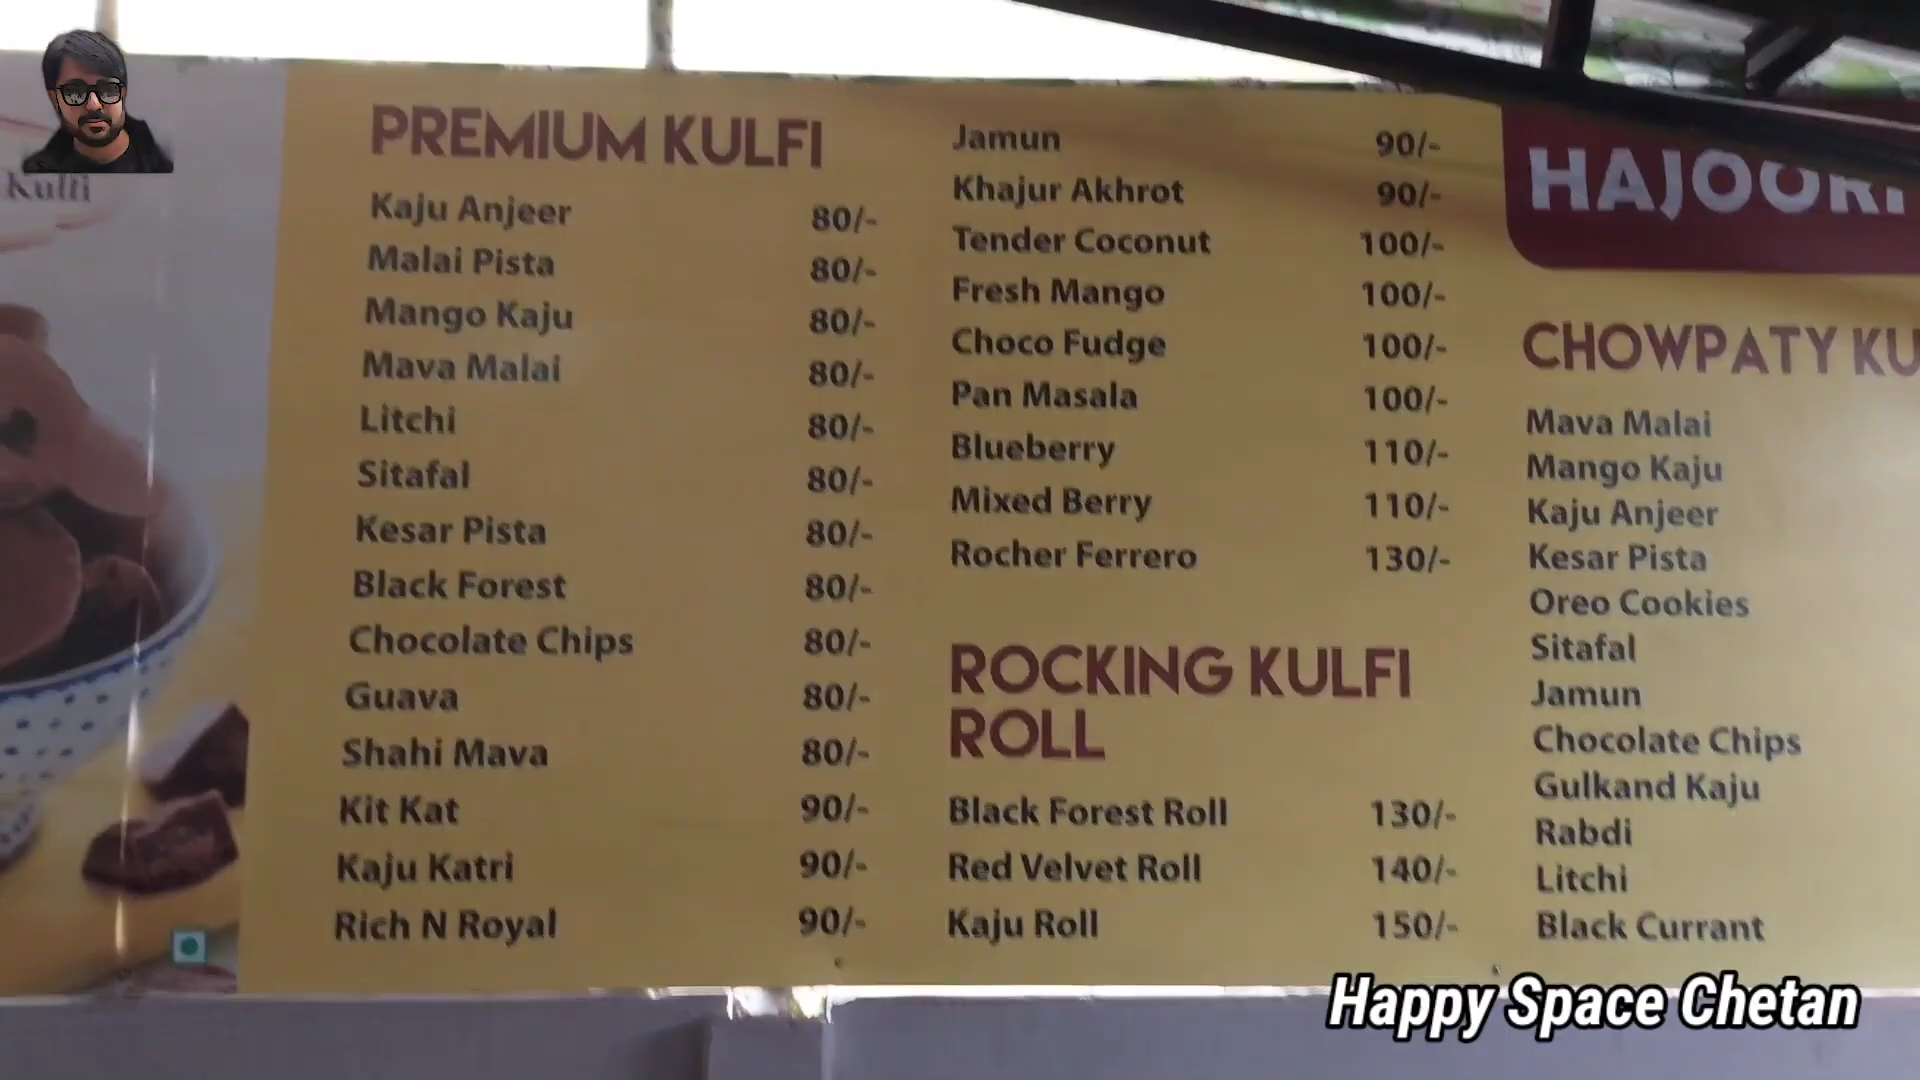 Kulfi
PREMIUM KULFI
Kaju Anjeer 80/-
Malai Pista 80/-
Mango Kaju 80/-
Mava Malai 80/-
Litchi 80/-
Sitafal 80/-
Kesar Pista 80/-
Black Forest 80/-
Chocolate Chips 80/-
Guava 80/-
Shahi Mava 80/-
Kit Kat 90/-
Kaju Katri 90/-
Rich N Royal 90/-
Jamun 90/-
Khajur Akhrot 90/-
Tender Coconut 100/-
Fresh Mango 100/-
Choco Fudge 100/-
Pan Masala 100/-
Blueberry 110/-
Mixed Berry 110/-
Rocher Ferrero 130/-
ROCKING KULFI
ROLL
Black Forest Roll 130/-
Red Velvet Roll 140/-
Kaju Roll 150/-
HAJOORI
CHOWPATY KU
Mava Malai
Mango Kaju
Kaju Anjeer
Kesar Pista
Oreo Cookies
Sitafal
Jamun
Chocolate Chips
Gulkand Kaju
Rabdi
Litchi
Black Currant
Happy Space Chetan